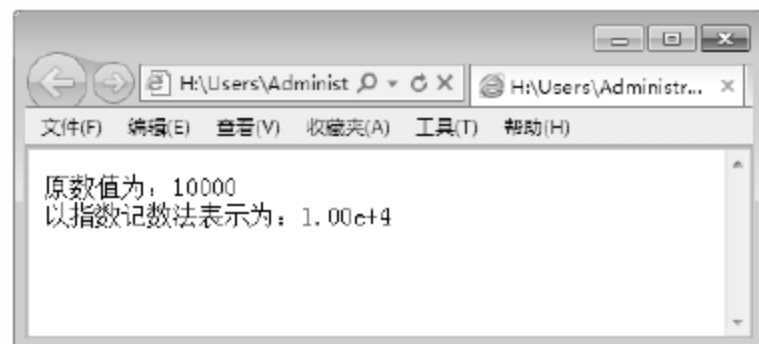 H:\Users\Administ
H:\Users\Administr...
文件(F) 编辑(E) 查看(V) 收藏夹(A) 工具(T) 帮助(H)
原数值为：10000
以指数记数法表示为：1.00e+4